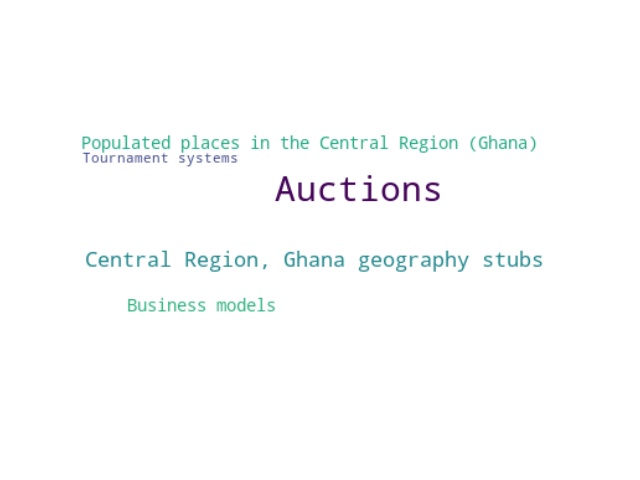 Populated places in the Central Region (Ghana)
Tournament systems
Auctions
Central Region, Ghana geography stubs
Business models